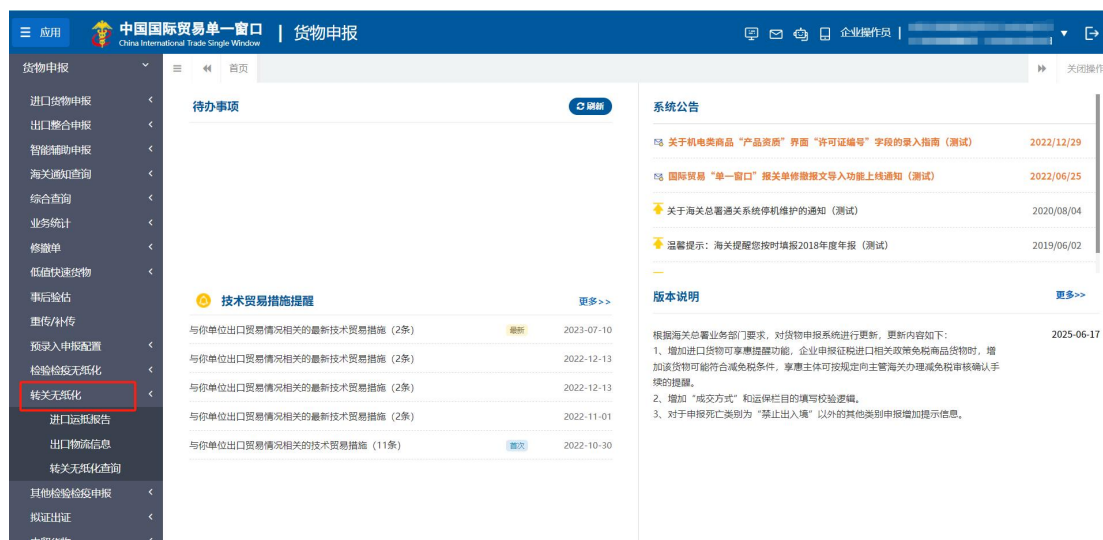 应用
中国国际贸易单一窗口
China International Trade Single Window
货物申报
企业操作员
货物申报
首页
关闭操作
进口货物申报
出口整合申报
智能辅助申报
海关通知查询
综合查询
业务统计
修撤单
低值快速货物
事后验估
重传/补传
预录入申报配置
检验检疫无纸化
转关无纸化
进口运抵报告
出口物流信息
转关无纸化查询
其他检验检疫申报
拟证出证
待办事项
刷新
系统公告
关于机电类商品“产品资质”界面“许可证编号”字段的录入指南（测试） 2022/12/29
国际贸易“单一窗口”报关单修撤报文导入功能上线通知（测试） 2022/06/25
关于海关总署通关系统停机维护的通知（测试） 2020/08/04
温馨提示：海关提醒您按时填报2018年度年报（测试） 2019/06/02
技术贸易措施提醒
更多>>
与你单位出口贸易情况相关的最新技术贸易措施（2条） 最新 2023-07-10
与你单位出口贸易情况相关的最新技术贸易措施（2条） 2022-12-13
与你单位出口贸易情况相关的最新技术贸易措施（2条） 2022-12-13
与你单位出口贸易情况相关的最新技术贸易措施（2条） 2022-11-01
与你单位出口贸易情况相关的技术贸易措施（11条） 首次 2022-10-30
版本说明
更多>>
根据海关总署业务部门要求，对货物申报系统进行更新，更新内容如下： 2025-06-17
1、增加进口货物可享惠提醒功能，企业申报征税进口相关政策免税商品货物时，增
加该货物可能符合减免税条件，享惠主体可按规定向主管海关办理减免税审核确认手
续的提醒。
2、增加“成交方式”和运保栏目的填写校验逻辑。
3、对于申报死亡类别为“禁止出入境”以外的其他类别申报增加提示信息。